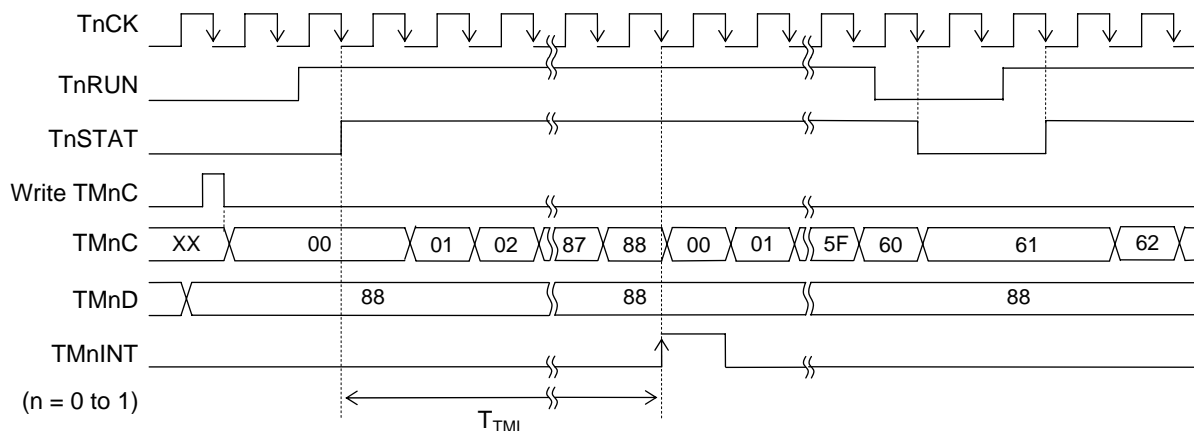 TnCK
TnRUN
TnSTAT
Write TMnC
TMnC XX 00 01 02 87 88 00 01 5F 60 61 62
TMnD 88 88 88
TMnINT
(n = 0 to 1)
TTMI